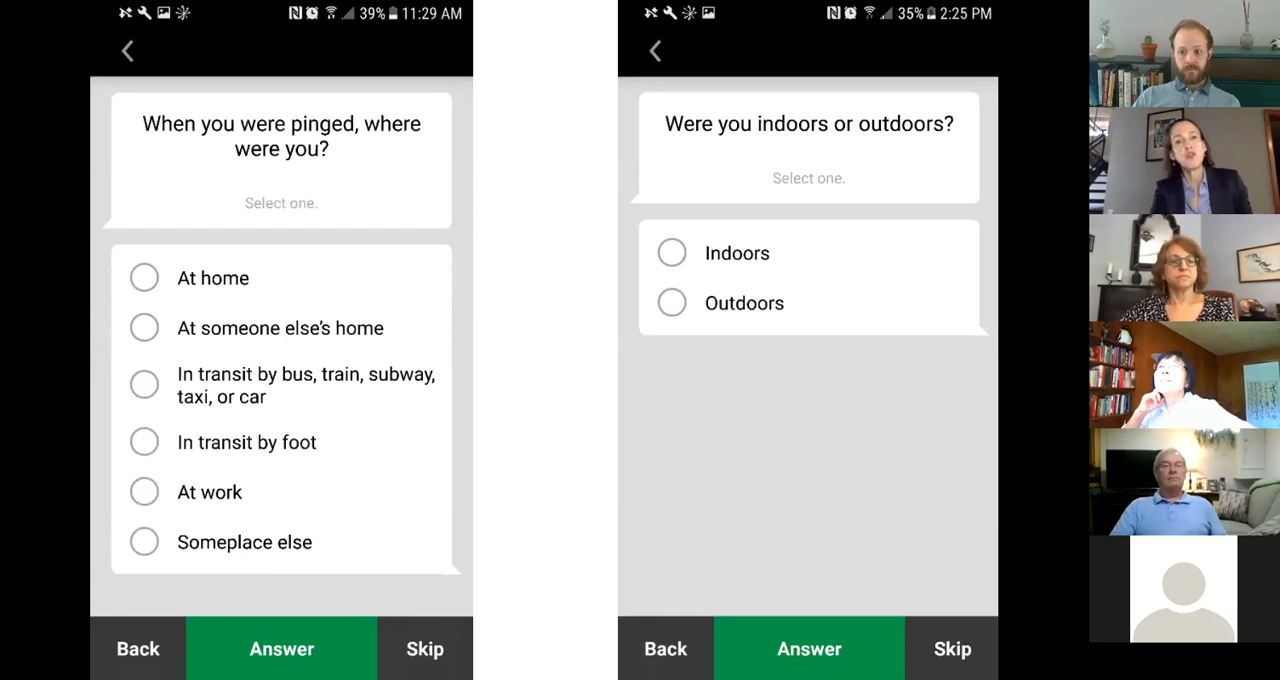 39% 11:29 AM
When you were pinged, where
were you?
Select one.
At home
At someone else's home
In transit by bus, train, subway,
taxi, or car
In transit by foot
At work
Someplace else
Back Answer Skip
35% 2:25 PM
Were you indoors or outdoors?
Select one.
Indoors
Outdoors
Back Answer Skip